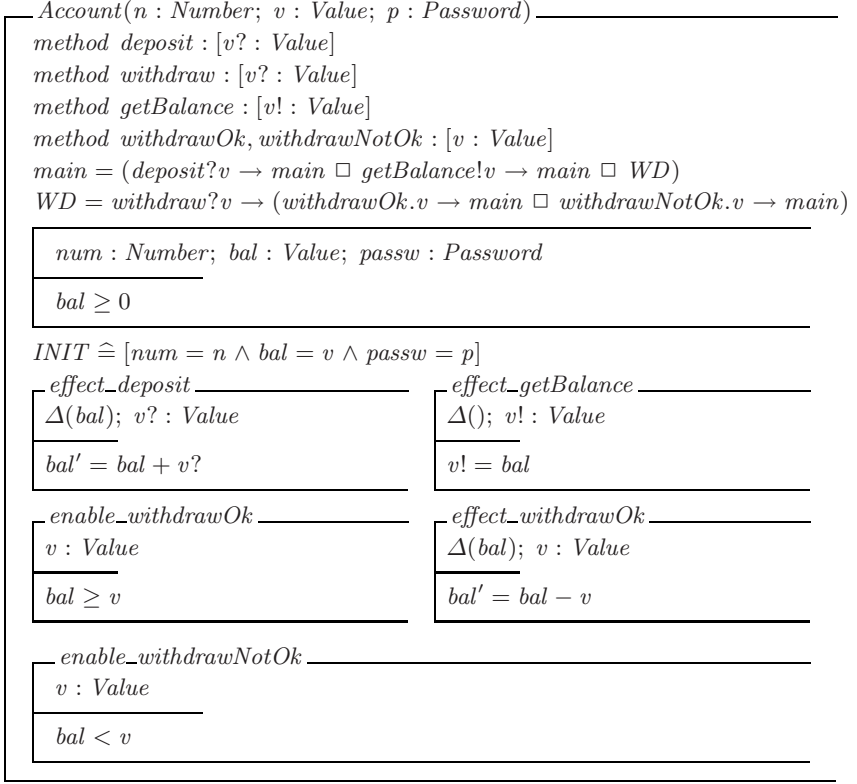 Account(n : Number; v : Value; p : Password)
method deposit : [v? : Value]
method withdraw : [v? : Value]
method getBalance : [v! : Value]
method withdrawOk, withdrawNotOk : [v : Value]
main = (deposit?v → main □ getBalance!v → main □ WD)
WD = withdraw?v → (withdrawOk.v → main □ withdrawNotOk.v → main)
num : Number; bal : Value; passw : Password
bal ≥ 0
INIT ≙ [num = n ∧ bal = v ∧ passw = p]
effect_deposit
Δ(bal); v? : Value
bal′ = bal + v?
effect_getBalance
Δ(); v! : Value
v! = bal
enable_withdrawOk
v : Value
bal ≥ v
effect_withdrawOk
Δ(bal); v : Value
bal′ = bal − v
enable_withdrawNotOk
v : Value
bal < v